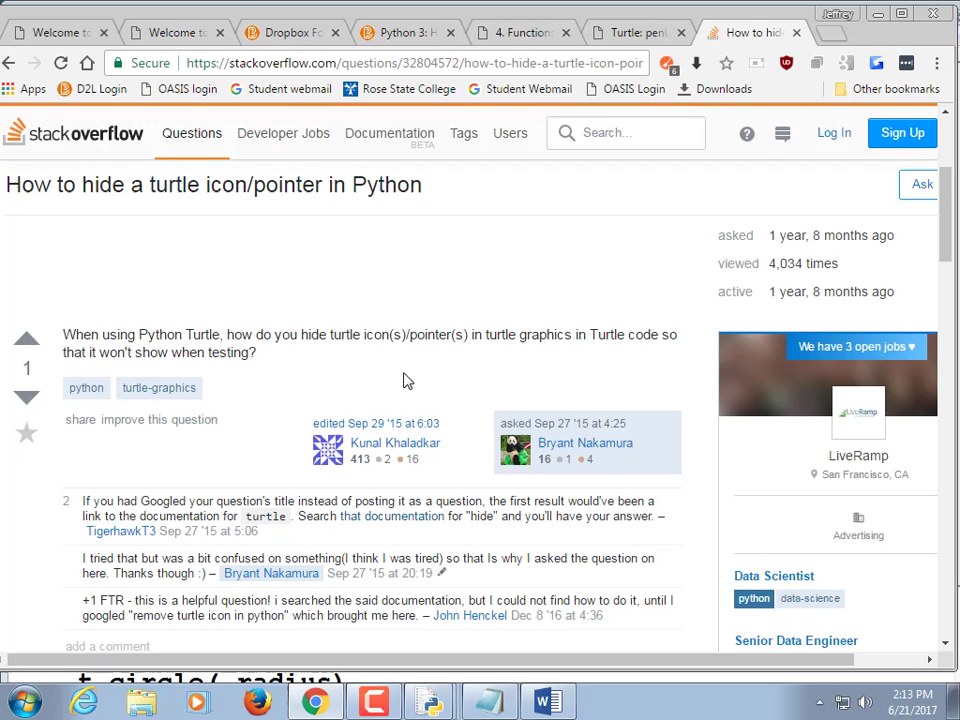 Jeffrey
Welcome to
Welcome to
Dropbox Fo
Python 3: H
4. Function:
Turtle: penl
How to hid
Secure
https://stackoverflow.com/questions/32804572/how-to-hide-a-turtle-icon-poir
6
Apps
D2L Login
OASIS login
Student webmail
Rose State College
Student Webmail
OASIS Login
Downloads
Other bookmarks
stackoverflow
Questions
Developer Jobs
Documentation
BETA
Tags
Users
Search...
Log In
Sign Up
How to hide a turtle icon/pointer in Python
Ask
asked 1 year, 8 months ago
viewed 4,034 times
active 1 year, 8 months ago
1
When using Python Turtle, how do you hide turtle icon(s)/pointer(s) in turtle graphics in Turtle code so
that it won't show when testing?
python
turtle-graphics
share improve this question
edited Sep 29 '15 at 6:03
Kunal Khaladkar
413 2 16
asked Sep 27 '15 at 4:25
Bryant Nakamura
16 1 4
2 If you had Googled your question's title instead of posting it as a question, the first result would've been a
link to the documentation for turtle. Search that documentation for "hide" and you'll have your answer. –
TigerhawkT3 Sep 27 '15 at 5:06
I tried that but was a bit confused on something(I think I was tired) so that Is why I asked the question on
here. Thanks though :) – Bryant Nakamura Sep 27 '15 at 20:19
+1 FTR - this is a helpful question! i searched the said documentation, but I could not find how to do it, until I
googled "remove turtle icon in python" which brought me here. – John Henckel Dec 8 '16 at 4:36
add a comment
We have 3 open jobs ♥
LiveRamp
LiveRamp
San Francisco, CA
Advertising
Data Scientist
python
data-science
Senior Data Engineer
t.circle( radius)
2:13 PM
6/21/2017